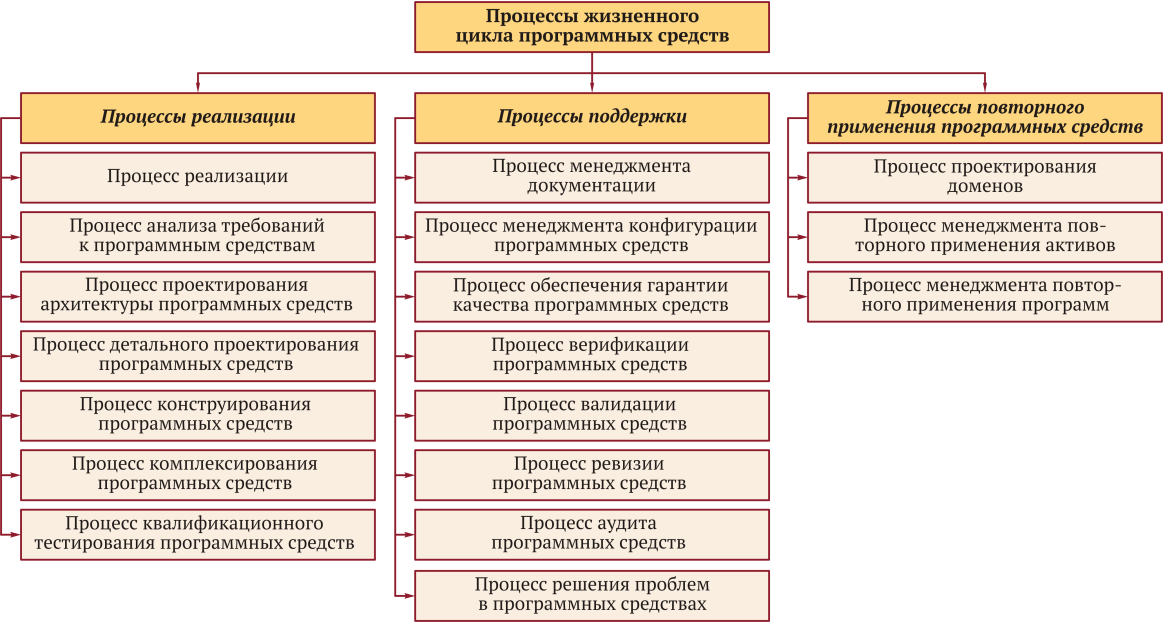 Процессы жизненного
цикла программных средств
Процессы реализации
Процесс реализации
Процесс анализа требований
к программным средствам
Процесс проектирования
архитектуры программных средств
Процесс детального проектирования
программных средств
Процесс конструирования
программных средств
Процесс комплексирования
программных средств
Процесс квалификационного
тестирования программных средств
Процессы поддержки
Процесс менеджмента
документации
Процесс менеджмента конфигурации
программных средств
Процесс обеспечения гарантии
качества программных средств
Процесс верификации
программных средств
Процесс валидации
программных средств
Процесс ревизии
программных средств
Процесс аудита
программных средств
Процесс решения проблем
в программных средствах
Процессы повторного
применения программных средств
Процесс проектирования
доменов
Процесс менеджмента пов-
торного применения активов
Процесс менеджмента повтор-
ного применения программ